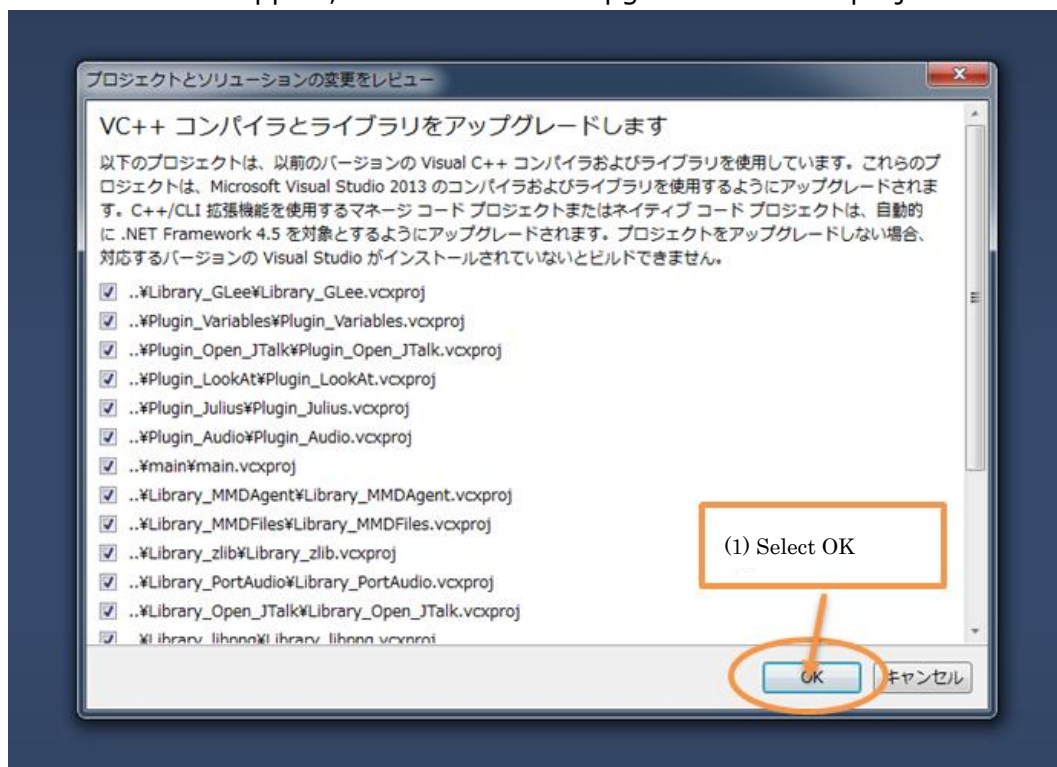 プロジェクトとソリューションの変更をレビュー
VC++ コンパイラとライブラリをアップグレードします
以下のプロジェクトは、以前のバージョンの Visual C++ コンパイラおよびライブラリを使用しています。これらのプ
ロジェクトは、Microsoft Visual Studio 2013 のコンパイラおよびライブラリを使用するようにアップグレードされま
す。C++/CLI 拡張機能を使用するマネージ コード プロジェクトまたはネイティブ コード プロジェクトは、自動的
に .NET Framework 4.5 を対象とするようにアップグレードされます。プロジェクトをアップグレードしない場合、
対応するバージョンの Visual Studio がインストールされていないとビルドできません。
..¥Library_GLee¥Library_GLee.vcxproj
..¥Plugin_Variables¥Plugin_Variables.vcxproj
..¥Plugin_Open_JTalk¥Plugin_Open_JTalk.vcxproj
..¥Plugin_LookAt¥Plugin_LookAt.vcxproj
..¥Plugin_Julius¥Plugin_Julius.vcxproj
..¥Plugin_Audio¥Plugin_Audio.vcxproj
..¥main¥main.vcxproj
..¥Library_MMDAgent¥Library_MMDAgent.vcxproj
..¥Library_MMDFiles¥Library_MMDFiles.vcxproj
..¥Library_zlib¥Library_zlib.vcxproj
(1) Select OK
..¥Library_PortAudio¥Library_PortAudio.vcxproj
..¥Library_Open_JTalk¥Library_Open_JTalk.vcxproj
..¥Library_libpng¥Library_libpng.vcxproj
OK
キャンセル